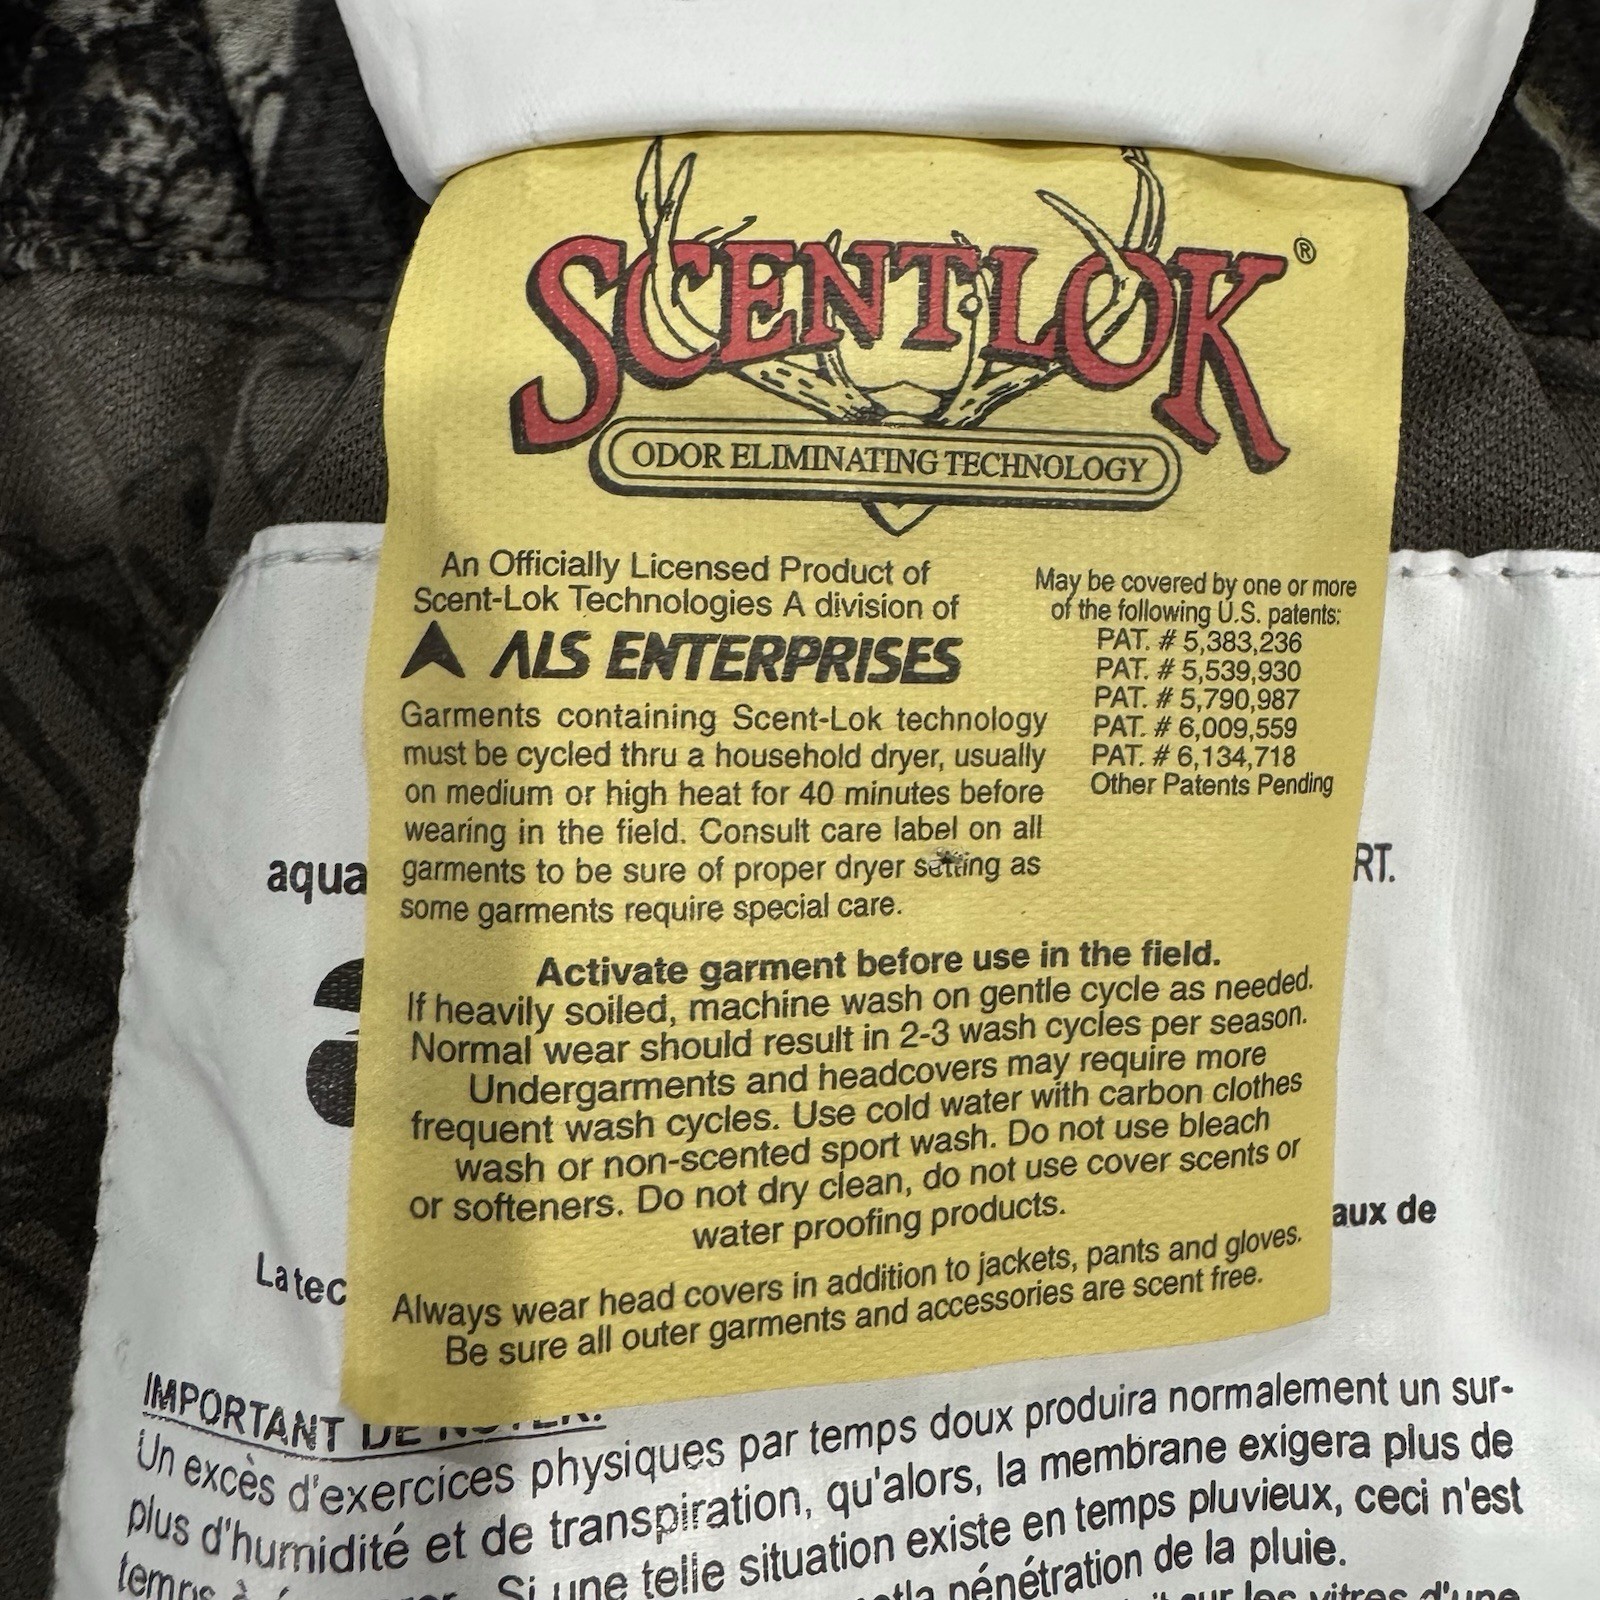 SCENTLOK®
ODOR ELIMINATING TECHNOLOGY
An Officially Licensed Product of
Scent-Lok Technologies A division of
ALS ENTERPRISES
Garments containing Scent-Lok technology
must be cycled thru a household dryer, usually
on medium or high heat for 40 minutes before
wearing in the field. Consult care label on all
garments to be sure of proper dryer setting as
some garments require special care.
May be covered by one or more
of the following U.S. patents:
PAT. # 5,383,236
PAT. # 5,539,930
PAT. # 5,790,987
PAT. # 6,009,559
PAT. # 6,134,718
Other Patents Pending
Activate garment before use in the field.
If heavily soiled, machine wash on gentle cycle as needed.
Normal wear should result in 2-3 wash cycles per season.
Undergarments and headcovers may require more
frequent wash cycles. Use cold water with carbon clothes
wash or non-scented sport wash. Do not use bleach
or softeners. Do not dry clean, do not use cover scents or
water proofing products.
Always wear head covers in addition to jackets, pants and gloves.
Be sure all outer garments and accessories are scent free.
aqua
RT.
aux de
La tec
IMPORTANT DE NOTER:
Un excès d'exercices physiques par temps doux produira normalement un sur-
plus d'humidité et de transpiration, qu'alors, la membrane exigera plus de
temps à Si une telle situation existe en temps pluvieux, ceci n'est
la pénétration de la pluie.
sur les vitres d'une